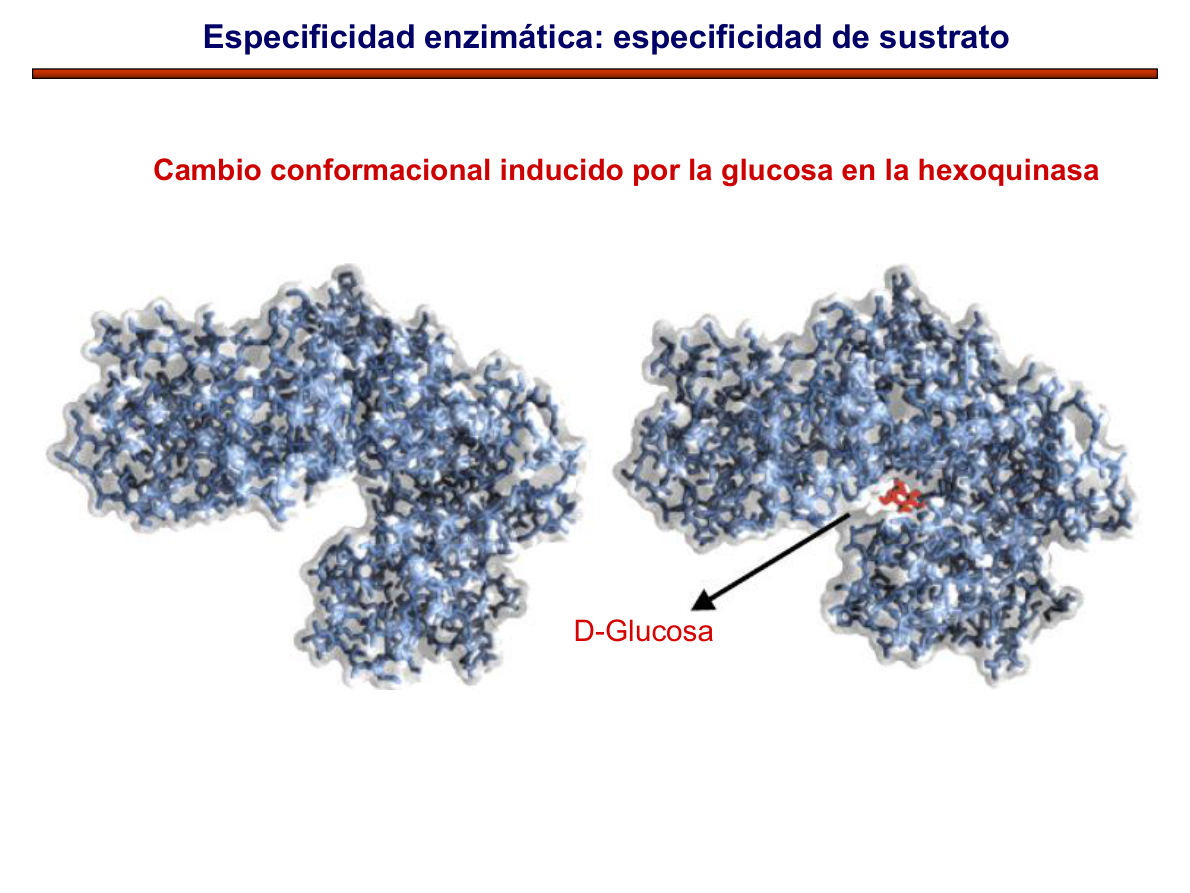 Especificidad enzimática: especificidad de sustrato
Cambio conformacional inducido por la glucosa en la hexoquinasa
D-Glucosa